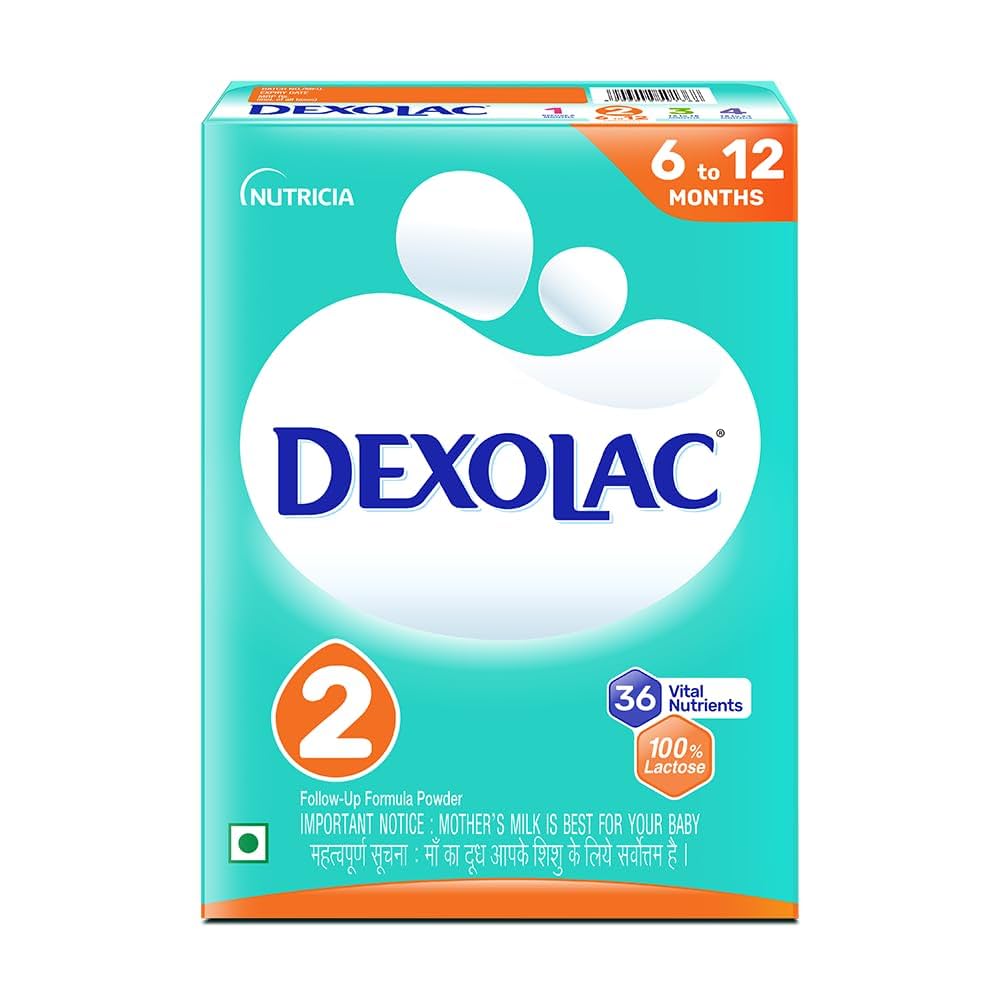 DEXOLAC
1 2 3 4
NUTRICIA
6 to 12
MONTHS
DEXOLAC®
2
36 Vital
Nutrients
100%
Lactose
Follow-Up Formula Powder
IMPORTANT NOTICE : MOTHER'S MILK IS BEST FOR YOUR BABY
महत्वपूर्ण सूचना : माँ का दूध आपके शिशु के लिये सर्वोत्तम है।